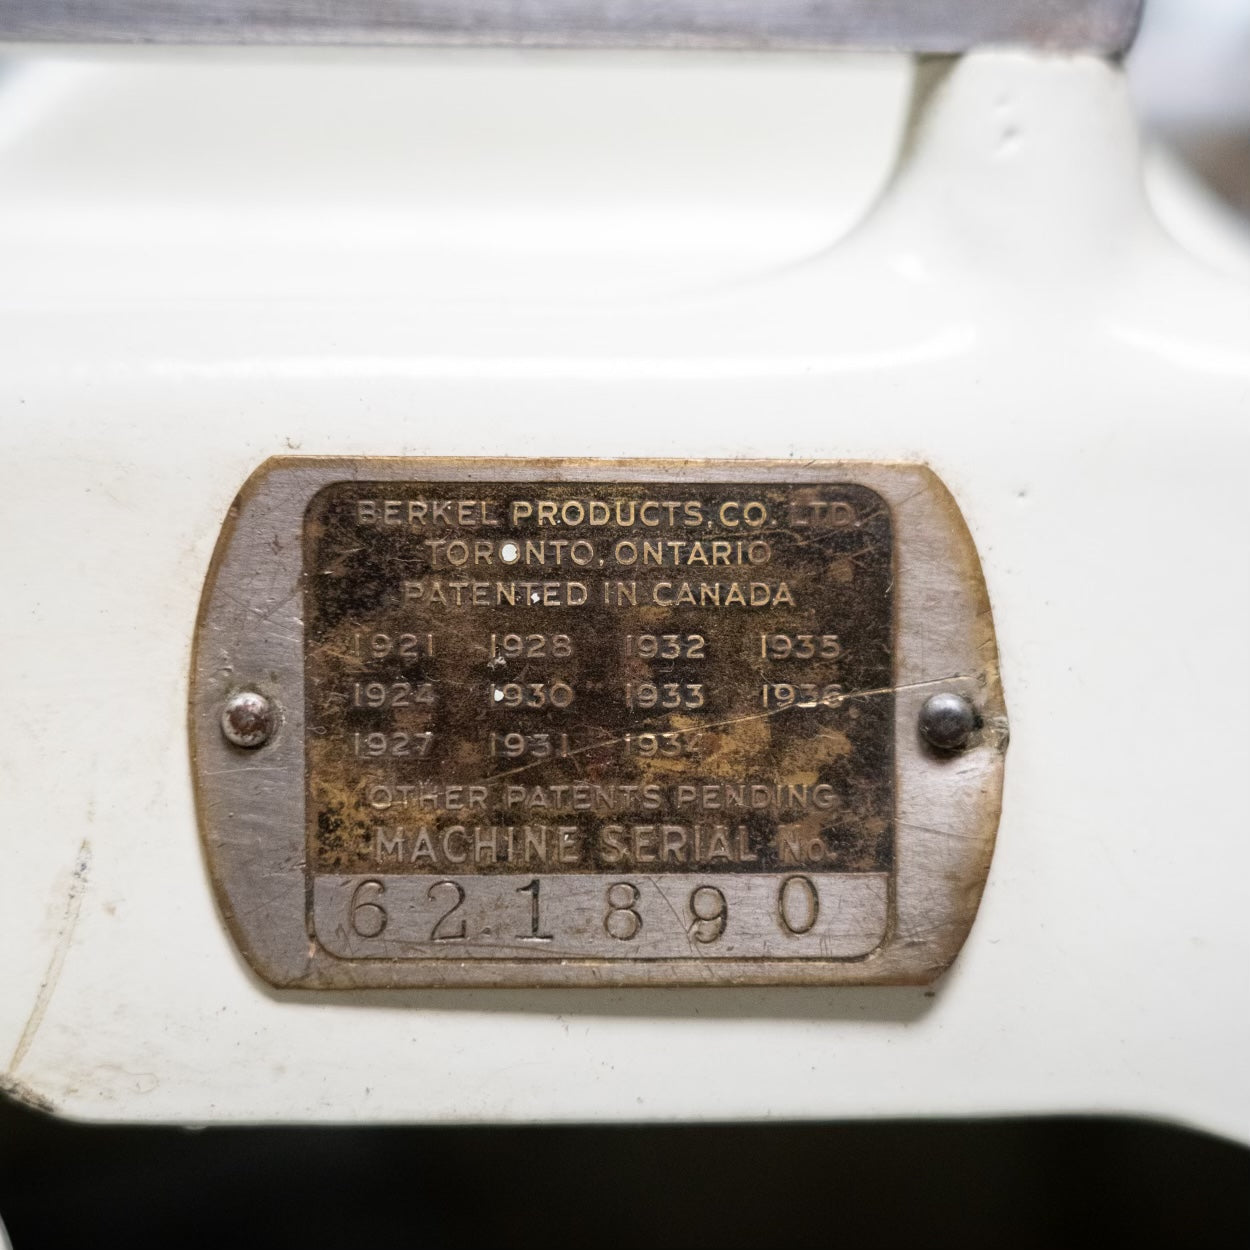 BERKEL PRODUCTS, CO. LTD.
TORONTO, ONTARIO
PATENTED IN CANADA
1921 1928 1932 1935
1924 1930 1933 1936
1927 1931 1934
OTHER PATENTS PENDING
MACHINE SERIAL No.
621890